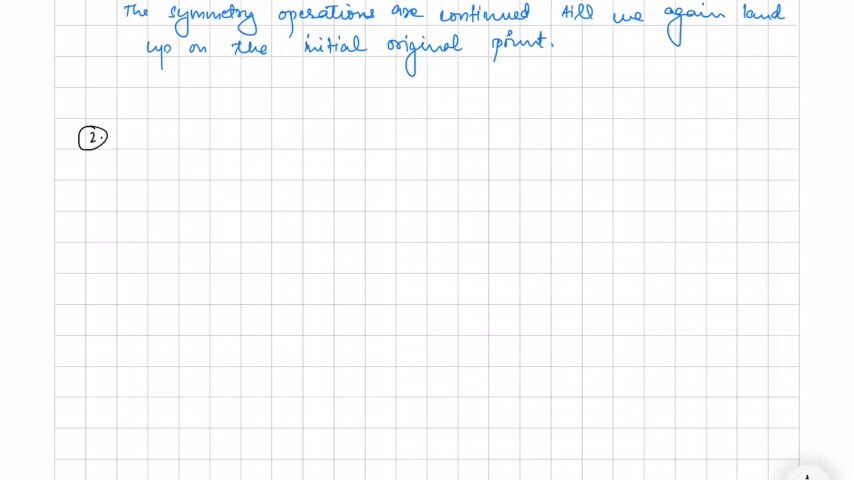 The symmetry operations are continued till we again land
up on the initial original point.
2.